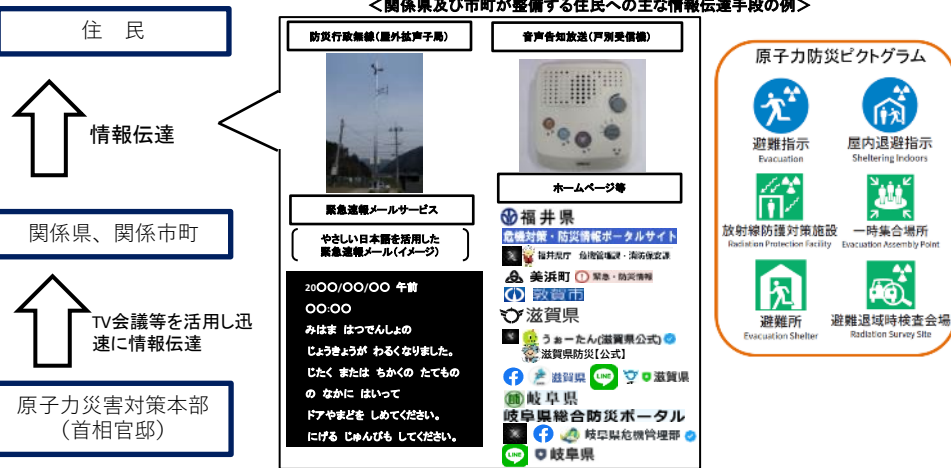 <関係県及び市町が整備する住民への主な情報伝達手段の例>
住 民
情報伝達
関係県、関係市町
TV会議等を活用し迅
速に情報伝達
原子力災害対策本部
(首相官邸)
防災行政無線(屋外拡声子局)
音声告知放送(戸別受信機)
緊急速報メールサービス
やさしい日本語を活用した
緊急速報メール(イメージ)
20〇〇/〇〇/〇〇 午前
〇〇:〇〇
みはま はつでんしょの
じょうきょうが わるくなりました。
じたく または ちかくの たてもの
の なかに はいって
ドアやまどを しめてください。
にげる じゅんびも してください。
ホームページ等
福井県
危機対策・防災情報ポータルサイト
福井県庁 危機管理課・消防保安課
美浜町 緊急・防災情報
敦賀市
滋賀県
うぉーたん(滋賀県公式)
滋賀県防災【公式】
滋賀県 LINE 滋賀県
岐阜県
岐阜県総合防災ポータル
岐阜県危機管理部
LINE 岐阜県
原子力防災ピクトグラム
避難指示
Evacuation
屋内退避指示
Sheltering Indoors
放射線防護対策施設
Radiation Protection Facility
一時集合場所
Evacuation Assembly Point
避難所
Evacuation Shelter
避難退域時検査会場
Radiation Survey Site